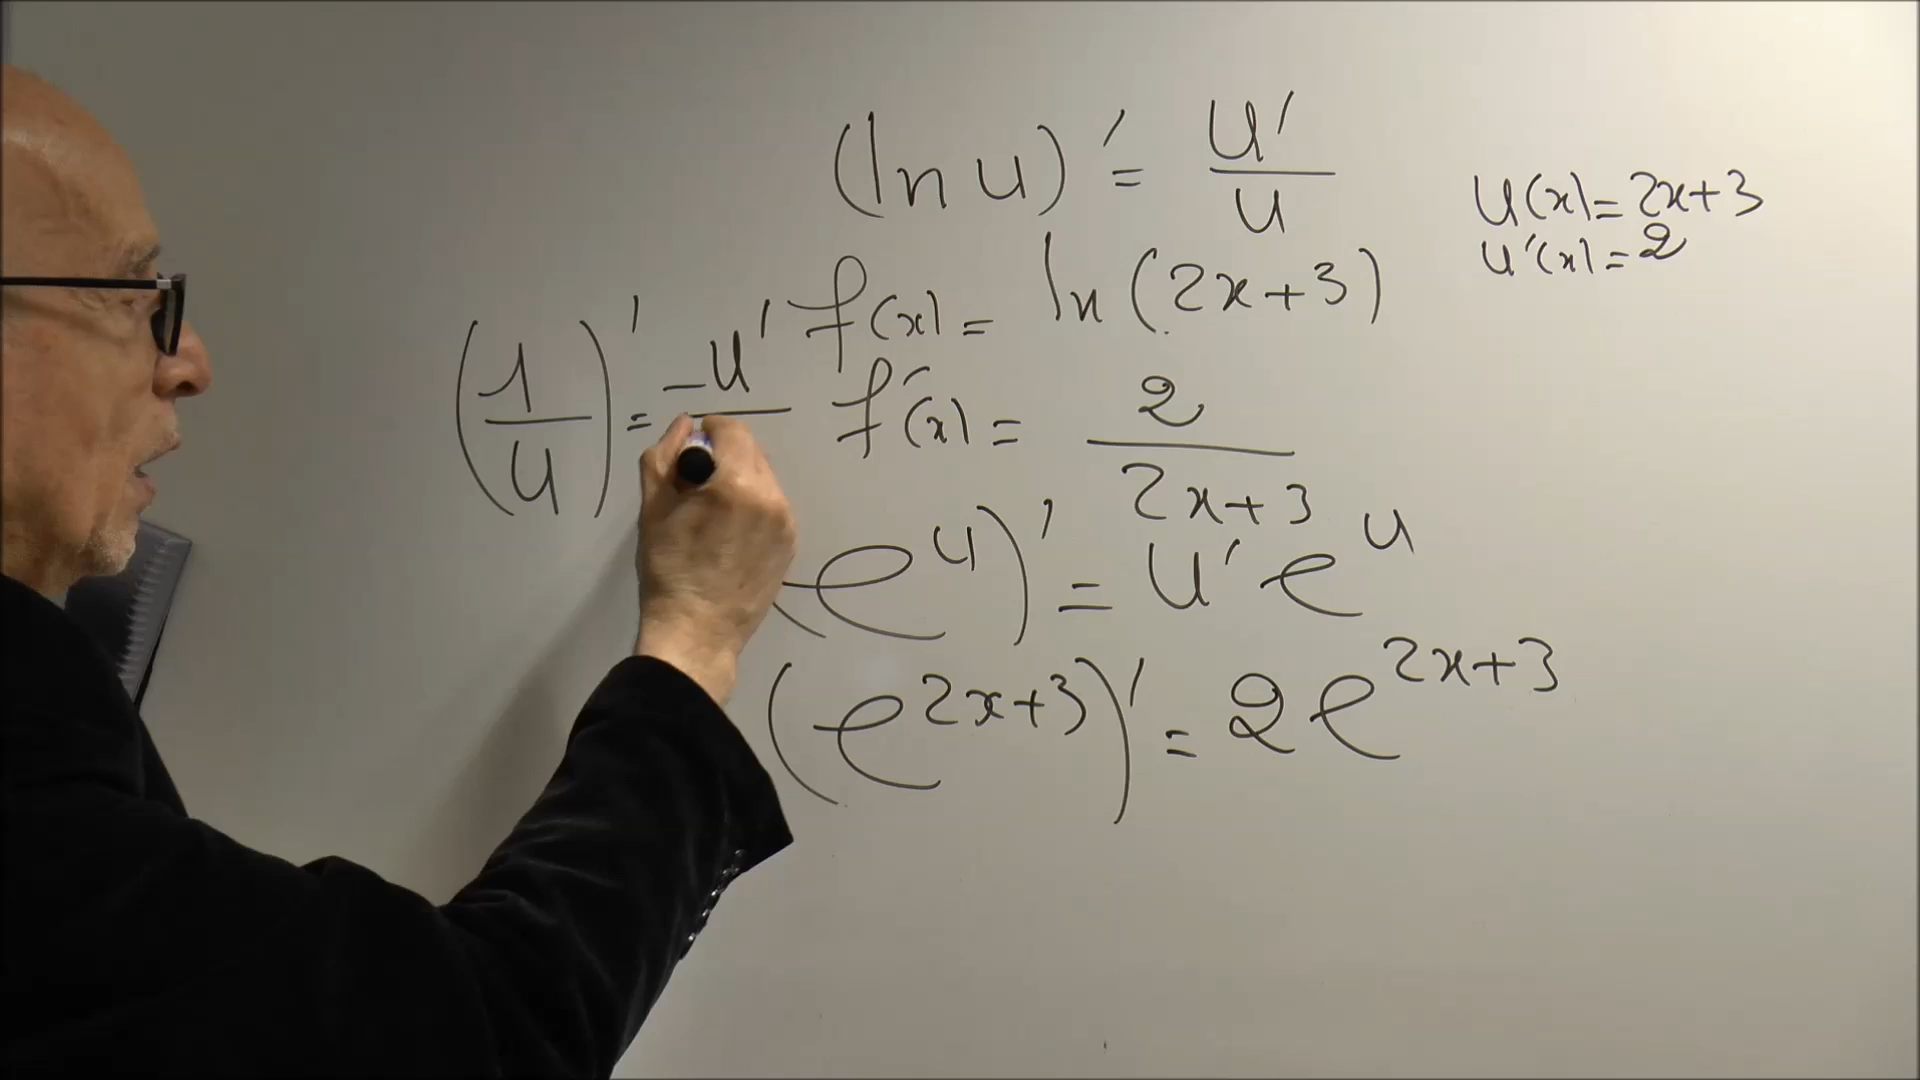 (ln u)' = u'/u
u(x) = 2x+3
u'(x) = 2
f(x) = ln(2x+3)
(1/u)' = -u'/
f'(x) = 2/(2x+3)
e^u)' = u' e^u
(e^(2x+3))' = 2e^(2x+3)